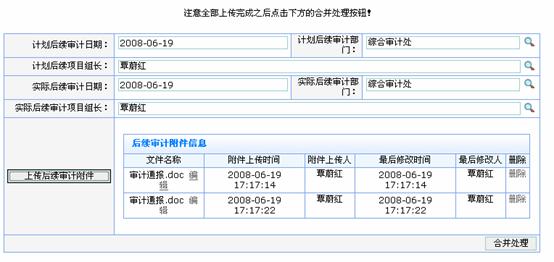 注意全部上传完成之后点击下方的合并处理按钮!
计划后续审计日期： 2008-06-19 计划后续审计部门： 综合审计处
计划后续项目组长： 覃蔚红
实际后续审计日期： 2008-06-19 实际后续审计部门： 综合审计处
实际后续审计项目组长： 覃蔚红
上传后续审计附件
后续审计附件信息
文件名称 附件上传时间 附件上传人 最后修改时间 最后修改人 删除
审计通报.doc 编辑 2008-06-19 17:17:14 覃蔚红 2008-06-19 17:17:14 覃蔚红 删除
审计通报.doc 编辑 2008-06-19 17:17:22 覃蔚红 2008-06-19 17:17:22 覃蔚红 删除
合并处理